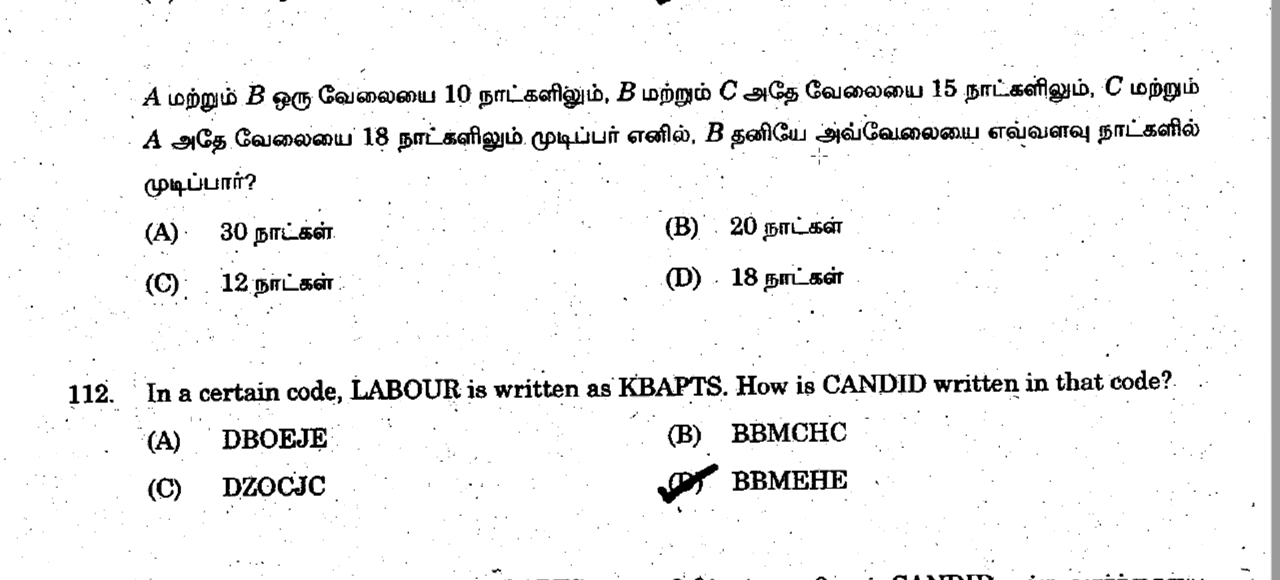 A மற்றும் B ஒரு வேலையை 10 நாட்களிலும், B மற்றும் C அதே வேலையை 15 நாட்களிலும், C மற்றும்
A அதே வேலையை 18 நாட்களிலும் முடிப்பர் எனில், B தனியே அவ்வேலையை எவ்வளவு நாட்களில்
முடிப்பார்?
(A) 30 நாட்கள் (B) 20 நாட்கள்
(C) 12 நாட்கள் (D) 18 நாட்கள்
112. In a certain code, LABOUR is written as KBAPTS. How is CANDID written in that code?
(A) DBOEJE (B) BBMCHC
(C) DZOCJC (D) BBMEHE